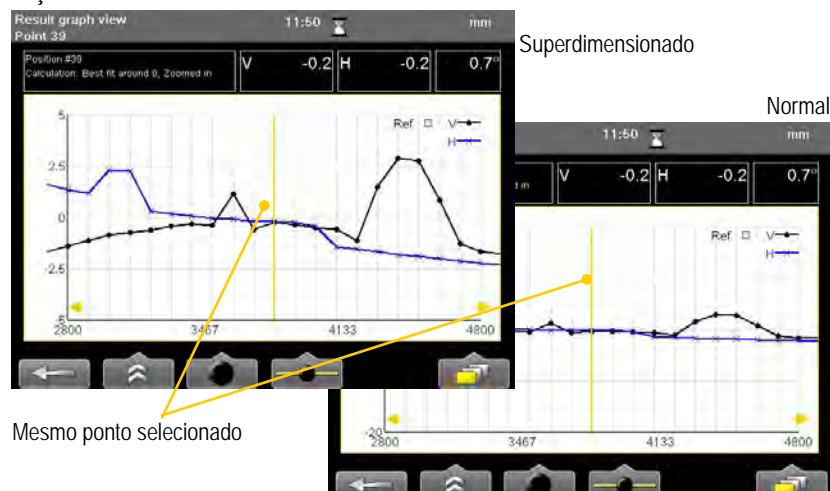 Result graph view
11:50
mm
Point 39
Position #39
Calculation: Best fit around 0, Zoomed in
V -0.2 H -0.2 0.7°
Superdimensionado
5
2.5
0
-2.5
-5
Ref V
H
2800 3467 4133 4800
Normal
11:50
mm
d in
V -0.2 H -0.2 0.7°
Ref V
H
-20
2800 3467 4133 4800
Mesmo ponto selecionado